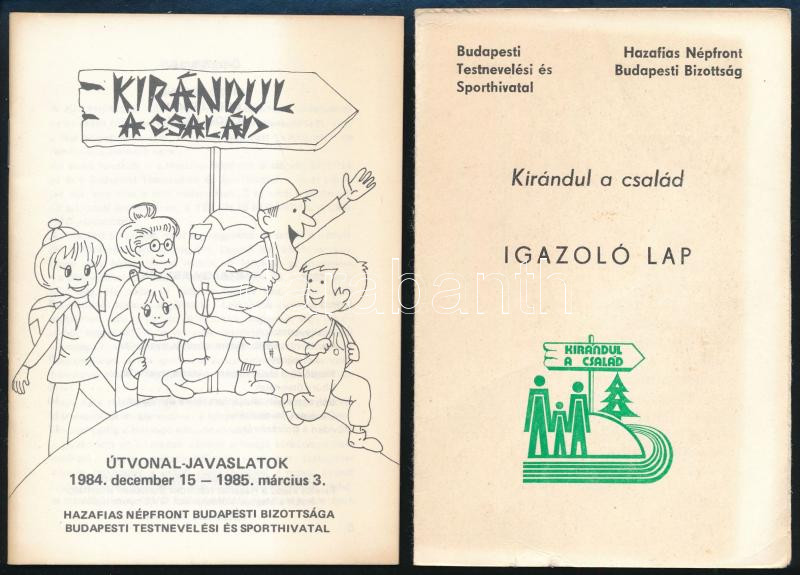 KIRÁNDUL
A CSALÁD
ÚTVONAL-JAVASLATOK
1984. december 15 — 1985. március 3.
HAZAFIAS NÉPFRONT BUDAPESTI BIZOTTSÁGA
BUDAPESTI TESTNEVELÉSI ÉS SPORTHIVATAL
Budapesti
Testnevelési és
Sporthivatal
Hazafias Népfront
Budapesti Bizottság
Kirándul a család
IGAZOLÓ LAP
KIRÁNDUL
A CSALÁD
darabanth